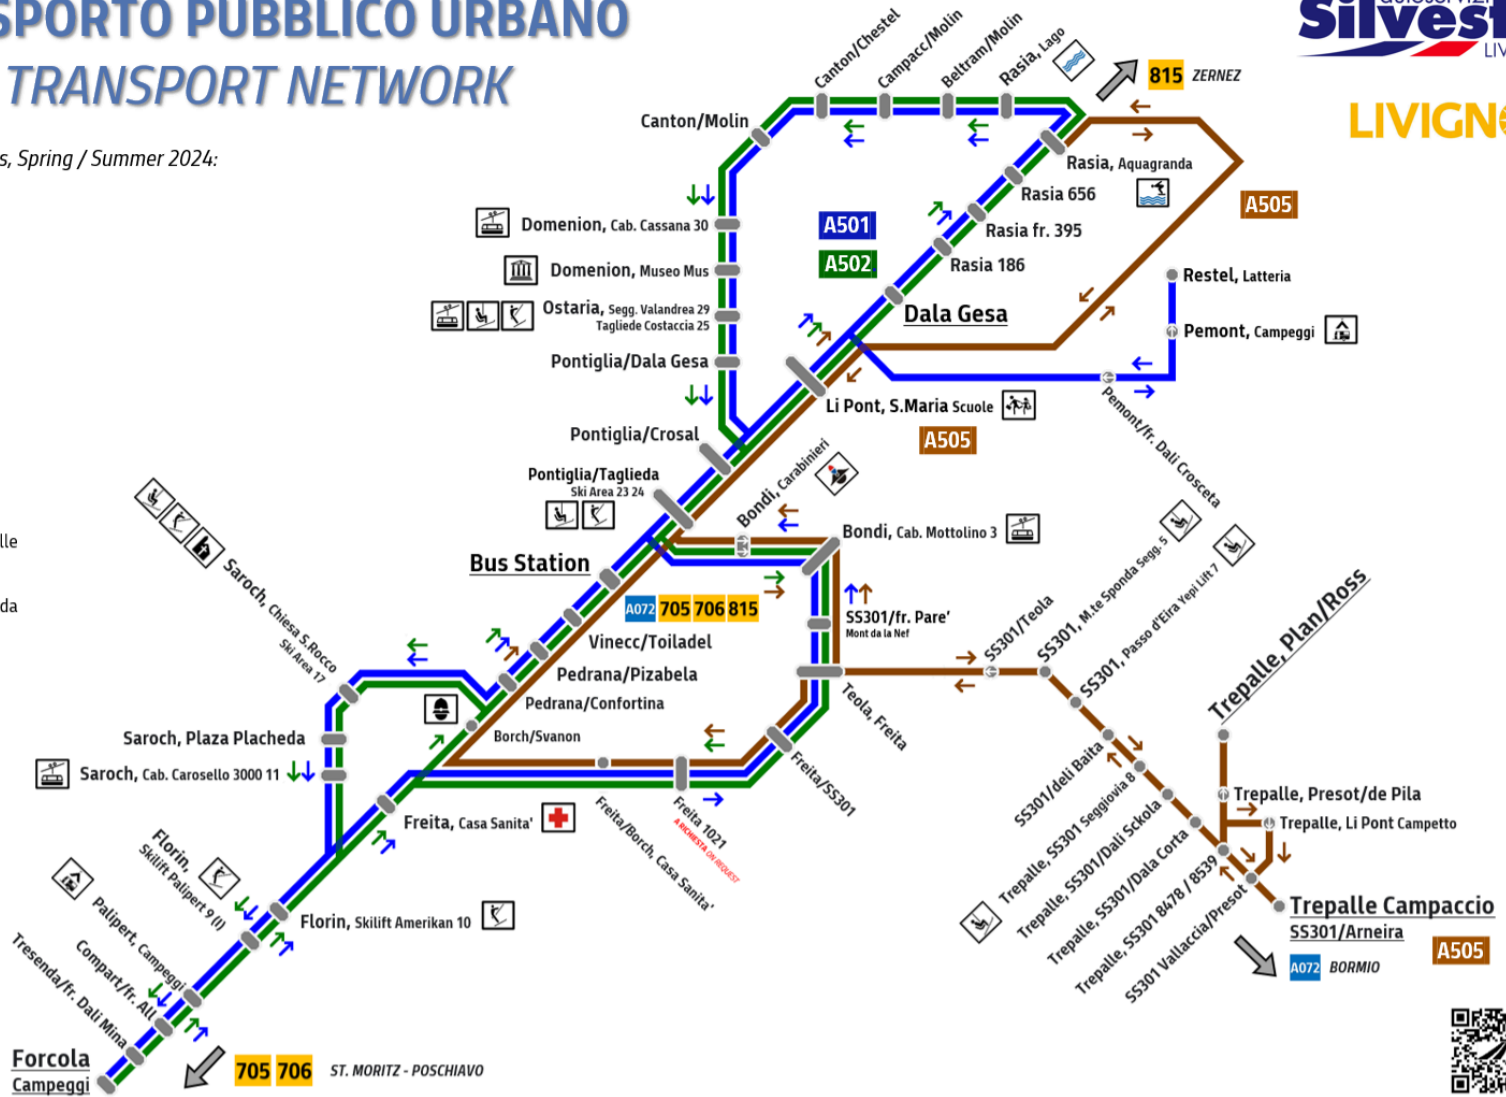 SPORTO PUBBLICO URBANO
TRANSPORT NETWORK
s, Spring / Summer 2024:
Silvest
LIV
LIVIGN
815 ZERNEZ
Canton/Chestel
Campacc/Molin
Beltram/Molin
Rasia, Lago
Canton/Molin
Rasia, Aquagranda
Rasia 656
Rasia fr. 395
Rasia 186
Dala Gesa
A501
A502
A505
Domenion, Cab. Cassana 30
Domenion, Museo Mus
Ostaria, Segg. Valandrea 29
Tagliede Costaccia 25
Pontiglia/Dala Gesa
Restel, Latteria
Pemont, Campeggi
Pemont/fr. Dali Crosceta
Li Pont, S.Maria Scuole
A505
Pontiglia/Crosal
Pontiglia/Taglieda
Ski Area 23 24
Bondi, Carabinieri
Bondi, Cab. Mottolino 3
Bus Station
A072 705 706 815
SS301/fr. Pare'
Mont da la Nef
Vinecc/Toiladel
Pedrana/Pizabela
Pedrana/Confortina
Borch/Svanon
lle
da
Saroch, Chiesa S.Rocco
Ski Area 17
Saroch, Plaza Placheda
Saroch, Cab. Carosello 3000 11
Teola, Freita
Freita/SS301
Freita 1021
A RICHIESTA ON REQUEST
Freita/Borch, Casa Sanita'
Freita, Casa Sanita'
SS301/Teola
SS301, M.te Sponda Segg. 5
SS301, Passo d'Eira Yepi Lift 7
SS301/deli Baita
Trepalle, SS301 Seggiovia 8
Trepalle, SS301/Dali Sckola
Trepalle, SS301/Dala Corta
Trepalle, SS301 8478 / 8539
SS301 Vallaccia/Presot
Trepalle, Plan/Ross
Trepalle, Presot/de Pila
Trepalle, Li Pont Campetto
Trepalle Campaccio
SS301/Arneira
A505
A072 BORMIO
Florin,
Skilift Palipert 9 (I)
Florin, Skilift Amerikan 10
Palipert, Campeggi
Compart/fr. All
Tresenda/fr. Dali Mina
Forcola
Campeggi
705 706 ST. MORITZ - POSCHIAVO